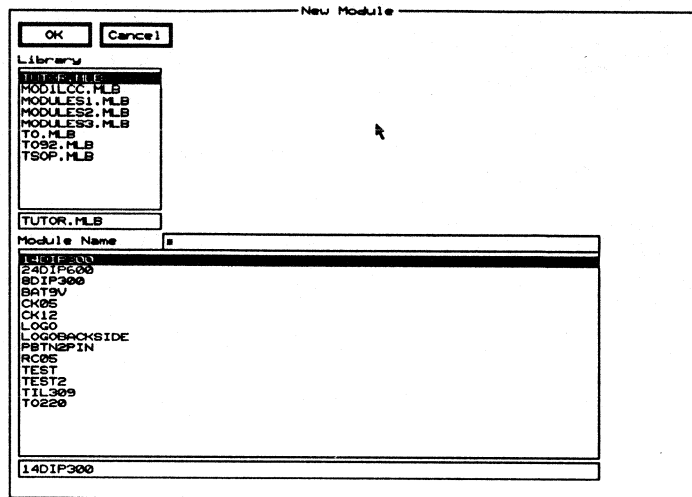 New Module
OK
Cancel
Library
TUTOR.MLB
MOD1LCC.MLB
MODULES1.MLB
MODULES2.MLB
MODULES3.MLB
TO.MLB
TO92.MLB
TSOP.MLB
TUTOR.MLB
Module Name
14DIP300
24DIP600
8DIP300
BAT9V
CK05
CK12
LOGO
LOGOBACKSIDE
PBTN2PIN
RC05
TEST
TEST2
TIL309
TO220
14DIP300